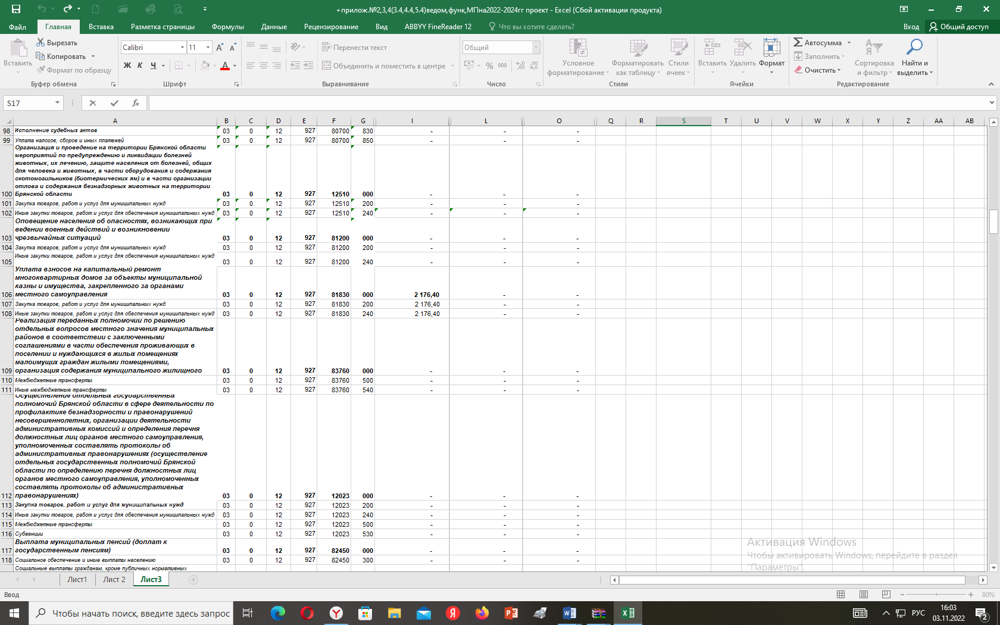 +прилож.№2,3,4(3.4,4.4,5.4)ведом,функ,МПна2022-2024гг проект - Excel (Сбой активации продукта)
Файл Главная Вставка Разметка страницы Формулы Данные Рецензирование Вид ABBYY FineReader 12 Что вы хотите сделать? Вход Общий доступ
Вставить
Вырезать
Копировать
Формат по образцу
Буфер обмена
Calibri 11
Ж К Ч
Шрифт
Перенести текст
Объединить и поместить в центре
Выравнивание
Общий
% 000
Число
Условное форматирование
Форматировать как таблицу
Стили ячеек
Стили
Вставить Удалить Формат
Ячейки
Автосумма
Заполнить
Очистить
Сортировка и фильтр
Найти и выделить
Редактирование
S17 fx
A B C D E F G I L O Q R S T U V W X Y Z AA AB
98 Исполнение судебных актов 03 0 12 927 80700 830 - - -
99 Уплата налогов, сборов и иных платежей 03 0 12 927 80700 850 - - -
Организация и проведение на территории Брянской области
мероприятий по предупреждению и ликвидации болезней
животных, их лечению, защите населения от болезней, общих
для человека и животных, в части оборудования и содержания
скотомогильников (биотермических ям) и в части организации
отлова и содержания безнадзорных животных на территории
100 Брянской области 03 0 12 927 12510 000 - - -
101 Закупка товаров, работ и услуг для муниципальных нужд 03 0 12 927 12510 200 - - -
102 Иные закупки товаров, работ и услуг для обеспечения муниципальных нужд 03 0 12 927 12510 240 - - -
Оповещение населения об опасностях, возникающих при
ведении военных действий и возникновении
103 чрезвычайных ситуаций 03 0 12 927 81200 000 - - -
104 Закупка товаров, работ и услуг для муниципальных нужд 03 0 12 927 81200 200 - - -
Иные закупки товаров, работ и услуг для обеспечения муниципальных нужд
105 03 0 12 927 81200 240 - - -
Уплата взносов на капитальный ремонт
многоквартирных домов за объекты муниципальной
казны и имущества, закрепленного за органами
106 местного самоуправления 03 0 12 927 81830 000 2 176,40 - -
107 Закупка товаров, работ и услуг для муниципальных нужд 03 0 12 927 81830 200 2 176,40 - -
108 Иные закупки товаров, работ и услуг для обеспечения муниципальных нужд 03 0 12 927 81830 240 2 176,40 - -
Реализация переданных полномочий по решению
отдельных вопросов местного значения муниципальных
районов в соответствии с заключенными
соглашениями в части обеспечения проживающих в
поселении и нуждающихся в жилых помещениях
малоимущих граждан жилыми помещениями,
109 организация содержания муниципального жилищного 03 0 12 927 83760 000 - - -
110 Межбюджетные трансферты 03 0 12 927 83760 500 - - -
111 Иные межбюджетные трансферты 03 0 12 927 83760 540 - - -
Осуществление отдельных государственных
полномочий Брянской области в сфере деятельности по
профилактике безнадзорности и правонарушений
несовершеннолетних, организации деятельности
административных комиссий и определения перечня
должностных лиц органов местного самоуправления,
уполномоченных составлять протоколы об
административных правонарушениях (осуществление
отдельных государственных полномочий Брянской
области по определению перечня должностных лиц
органов местного самоуправления, уполномоченных
составлять протоколы об административных
112 правонарушениях) 03 0 12 927 12023 000 - - -
113 Закупка товаров, работ и услуг для муниципальных нужд 03 0 12 927 12023 200 - - -
114 Иные закупки товаров, работ и услуг для обеспечения муниципальных нужд 03 0 12 927 12023 240 - - -
115 Межбюджетные трансферты 03 0 12 927 12023 500 - - -
116 Субвенции 03 0 12 927 12023 530 - - -
Выплата муниципальных пенсий (доплат к
117 государственным пенсиям) 03 0 12 927 82450 000 - - -
118 Социальное обеспечение и иные выплаты населению 03 0 12 927 82450 300 - - -
Социальные выплаты гражданам, кроме публичных нормативных
Активация Windows
Чтобы активировать Windows, перейдите в раздел
"Параметры".
Лист1 Лист 2 Лист3
Ввод 80%
Чтобы начать поиск, введите здесь запрос
РУС
16:03
03.11.2022
2